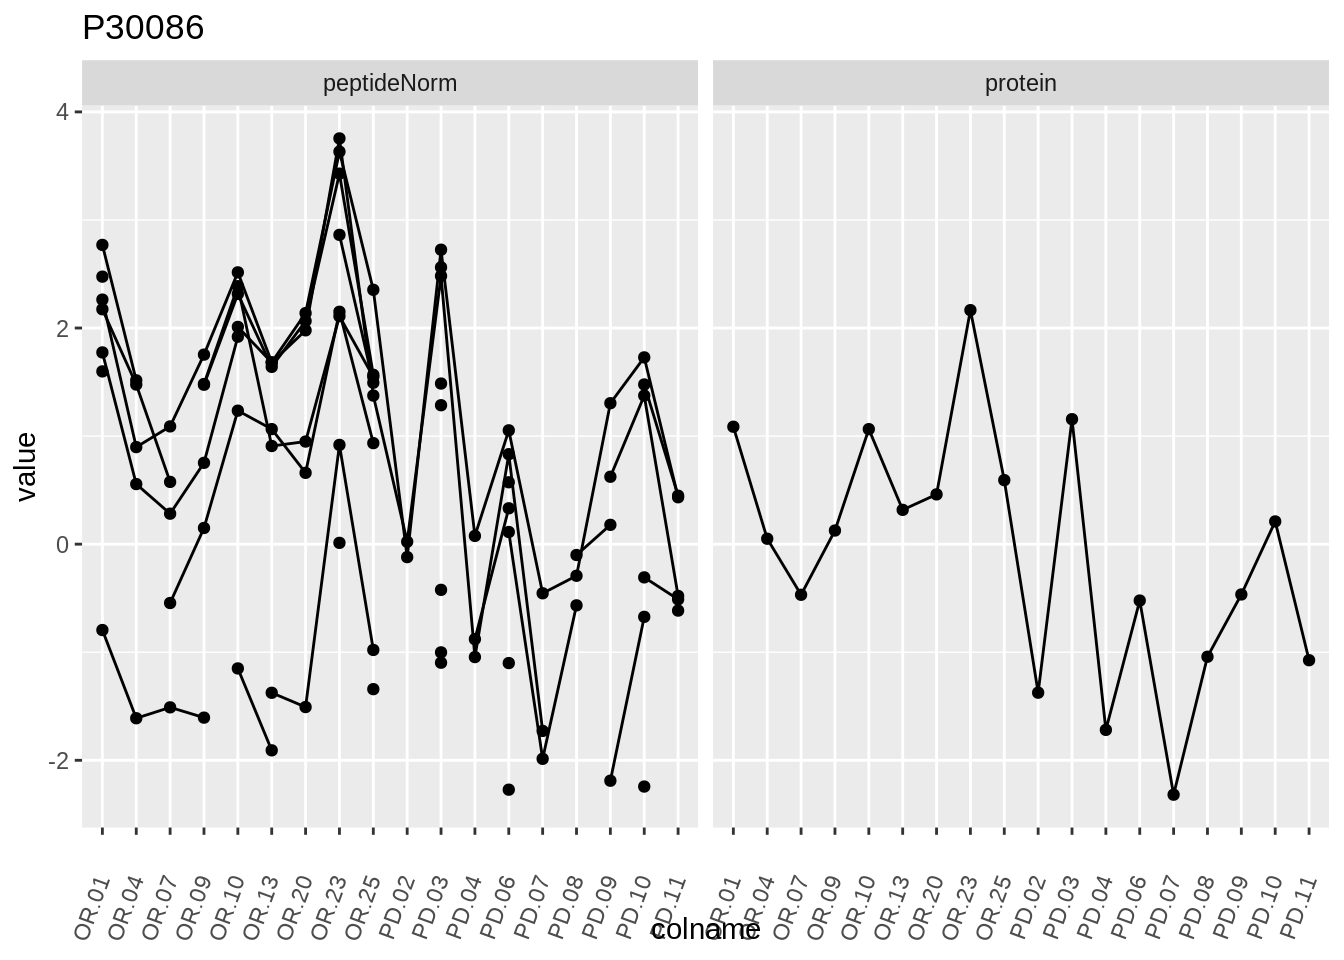 P30086
peptideNorm protein
4
2
0
-2
value
OR.01 OR.04 OR.07 OR.09 OR.10 OR.13 OR.20 OR.23 OR.25 PD.02 PD.03 PD.04 PD.06 PD.07 PD.08 PD.09 PD.10 PD.11 OR.01 OR.04 OR.07 OR.09 OR.10 OR.13 OR.20 OR.23 OR.25 PD.02 PD.03 PD.04 PD.06 PD.07 PD.08 PD.09 PD.10 PD.11
colname